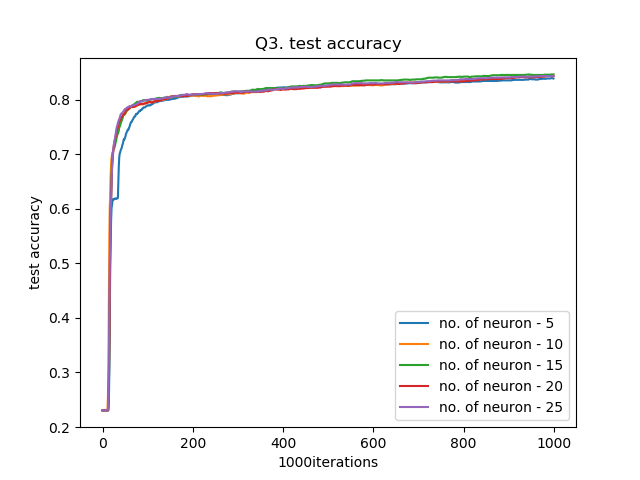 Q3. test accuracy
test accuracy
0.8
0.7
0.6
0.5
0.4
0.3
0.2
no. of neuron - 5
no. of neuron - 10
no. of neuron - 15
no. of neuron - 20
no. of neuron - 25
0 200 400 600 800 1000
1000iterations